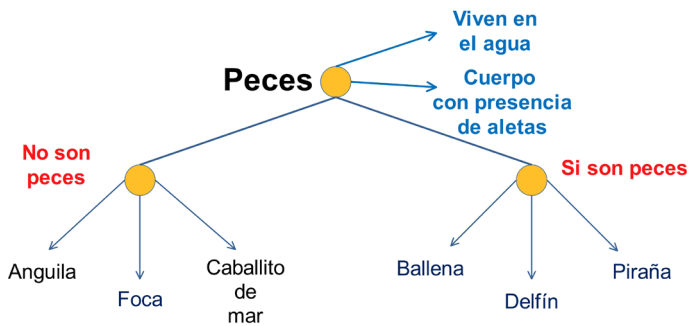 Viven en
el agua
Peces
Cuerpo
con presencia
de aletas
No son
peces
Si son peces
Anguila
Foca
Caballito
de
mar
Ballena
Delfín
Piraña